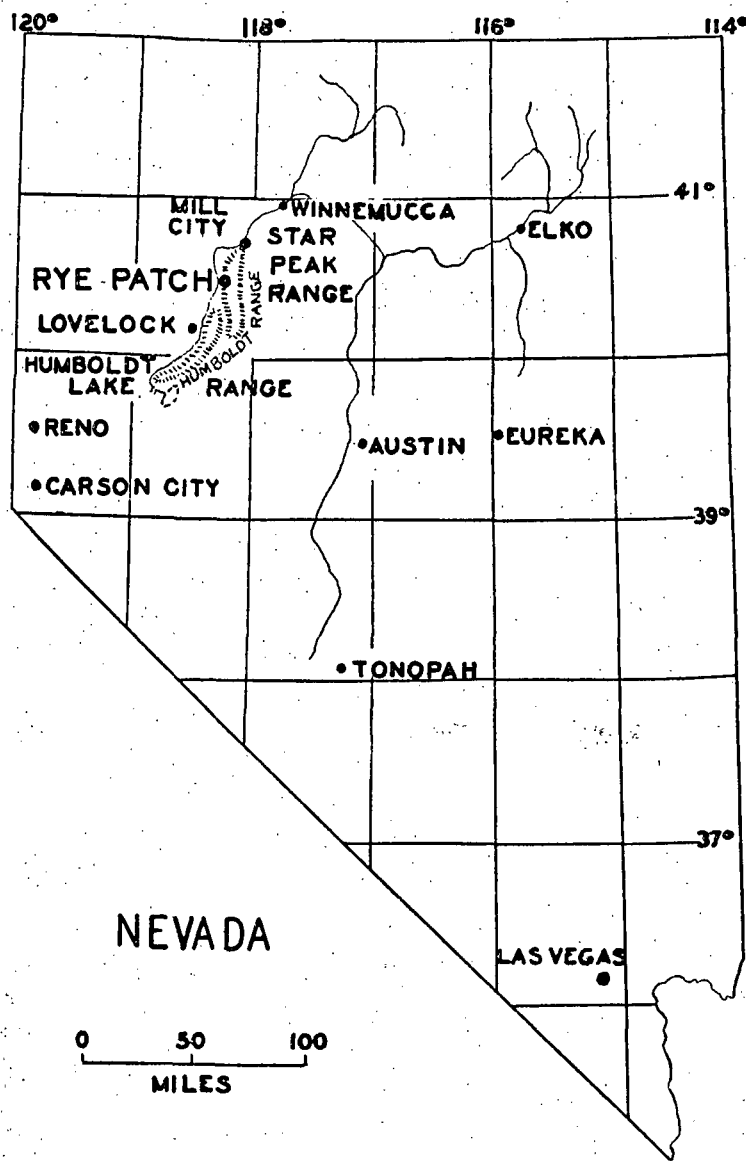 120° 118° 116° 114°
41°
MILL
CITY
WINNEMUCCA
ELKO
STAR
PEAK
RANGE
RYE PATCH
RANGE
LOVELOCK
HUMBOLDT
HUMBOLDT
LAKE
RANGE
RENO
AUSTIN
EUREKA
CARSON CITY
39°
TONOPAH
37°
NEVADA
LAS VEGAS
0 50 100
MILES